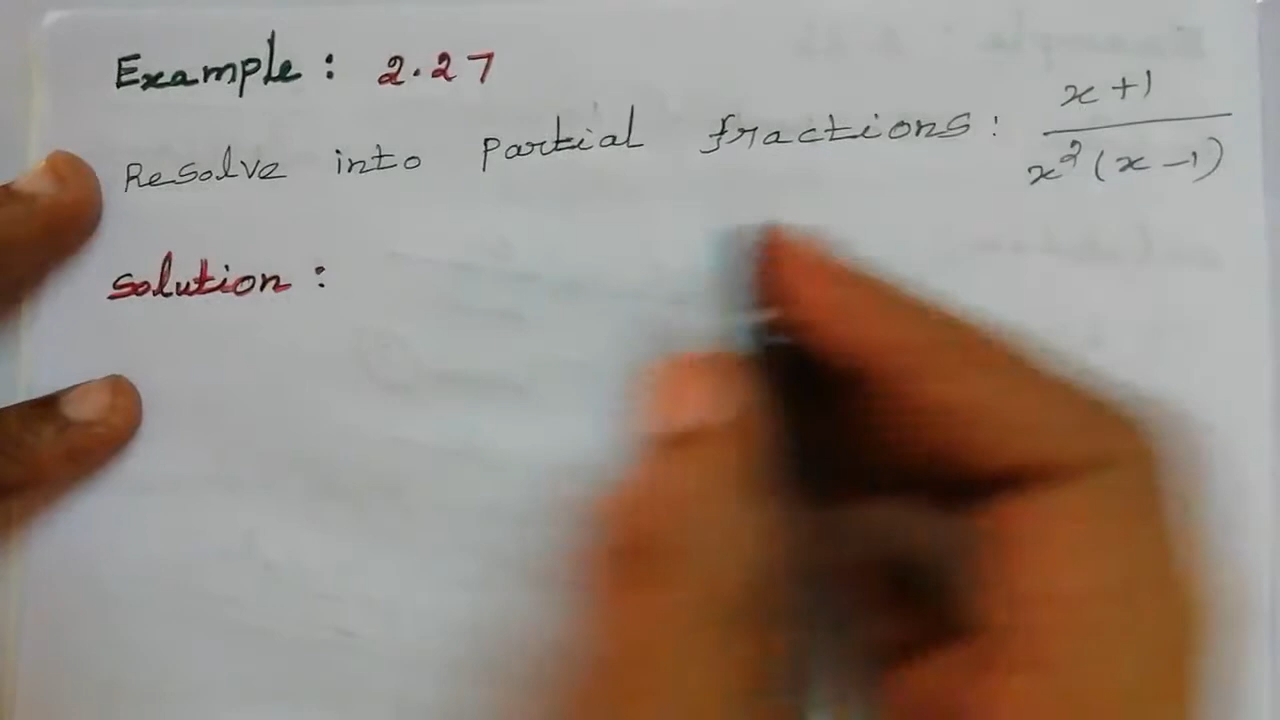 Example: 2.27
Resolve into partial fractions: x+1 / x²(x-1)
Solution: